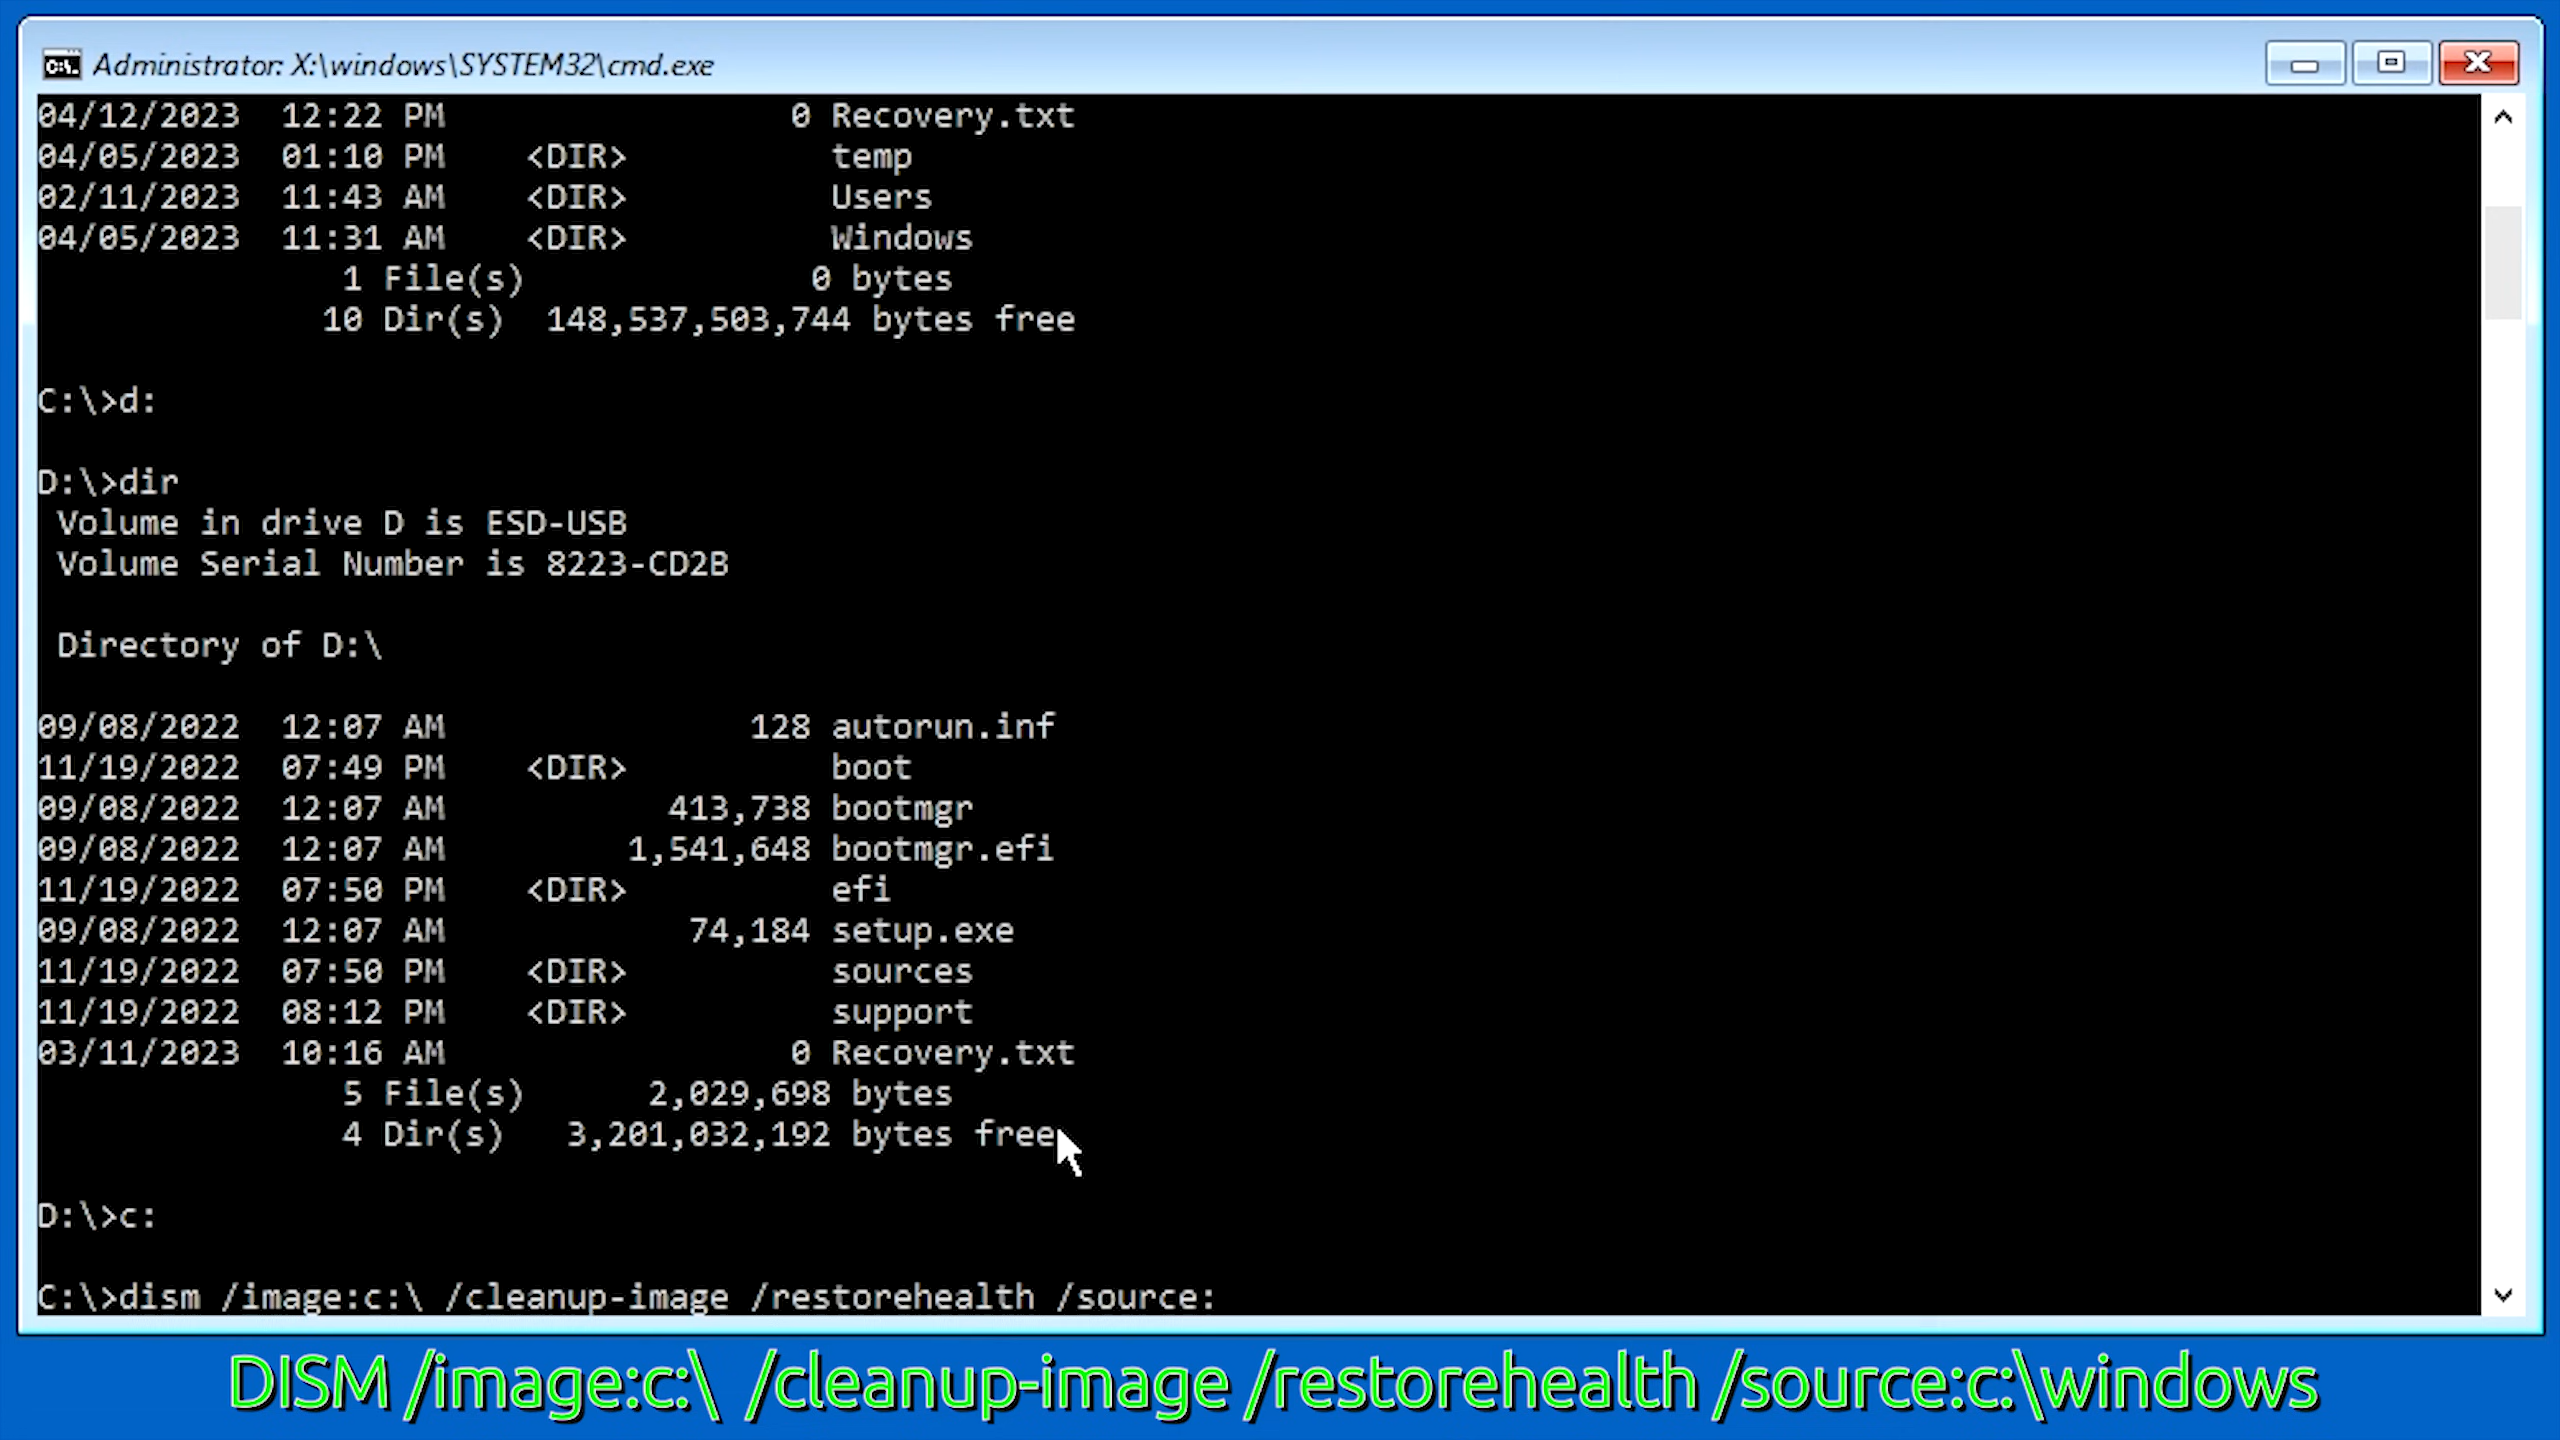 Administrator: X:\windows\SYSTEM32\cmd.exe
04/12/2023  12:22 PM                 0 Recovery.txt
04/05/2023  01:10 PM    <DIR>          temp
02/11/2023  11:43 AM    <DIR>          Users
04/05/2023  11:31 AM    <DIR>          Windows
               1 File(s)              0 bytes
              10 Dir(s)  148,537,503,744 bytes free
C:\>d:
D:\>dir
 Volume in drive D is ESD-USB
 Volume Serial Number is 8223-CD2B
 Directory of D:\
09/08/2022  12:07 AM               128 autorun.inf
11/19/2022  07:49 PM    <DIR>          boot
09/08/2022  12:07 AM           413,738 bootmgr
09/08/2022  12:07 AM         1,541,648 bootmgr.efi
11/19/2022  07:50 PM    <DIR>          efi
09/08/2022  12:07 AM            74,184 setup.exe
11/19/2022  07:50 PM    <DIR>          sources
11/19/2022  08:12 PM    <DIR>          support
03/11/2023  10:16 AM                 0 Recovery.txt
               5 File(s)      2,029,698 bytes
               4 Dir(s)   3,201,032,192 bytes free
D:\>c:
C:\>dism /image:c:\ /cleanup-image /restorehealth /source:
DISM /image:c:\ /cleanup-image /restorehealth /source:c:\windows